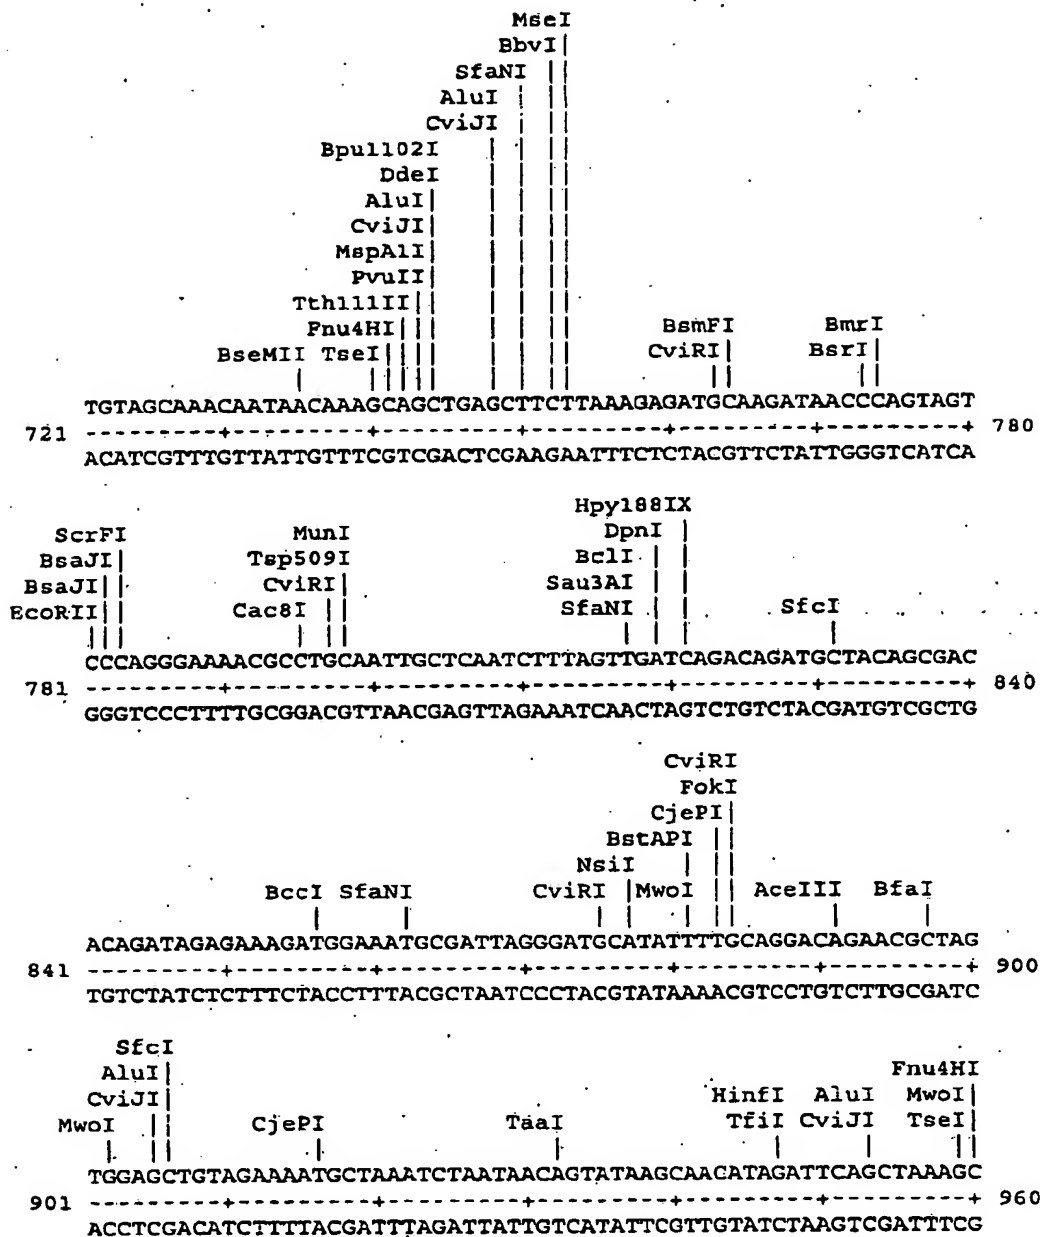 MseI
BbvI
SfaNI
AluI
CviJI
Bpu1102I
DdeI
AluI
CviJI
MspA1I
PvuII
Tth111II
Fnu4HI BsmFI BmrI
BseMII TseI CviRI BsrI
TGTAGCAAACAATAACAAAGCAGCTGAGCTTCTTAAAGAGATGCAAGATAACCCAGTAGT
721 ---------+---------+---------+---------+---------+---------+ 780
ACATCGTTTGTTATTGTTTCGTCGACTCGAAGAATTTCTCTACGTTCTATTGGGTCATCA
Hpy188IX
ScrFI MunI DpnI
BsaJI Tsp509I BclI
BsaJI CviRI Sau3AI
EcoRII Cac8I SfaNI SfcI
CCCAGGGAAAACGCCTGCAATTGCTCAATCTTTAGTTGATCAGACAGATGCTACAGCGAC
781 ---------+---------+---------+---------+---------+---------+ 840
GGGTCCCTTTTGCGGACGTTAACGAGTTAGAAATCAACTAGTCTGTCTACGATGTCGCTG
CviRI
FokI
CjePI
BstAPI
NsiI
BccI SfaNI CviRI MwoI AceIII BfaI
ACAGATAGAGAAAGATGGAAATGCGATTAGGGATGCATATTTTGCAGGACAGAACGCTAG
841 ---------+---------+---------+---------+---------+---------+ 900
TGTCTATCTCTTTCTACCTTTACGCTAATCCCTACGTATAAAACGTCCTGTCTTGCGATC
SfcI
AluI Fnu4HI
CviJI HinfI AluI MwoI
MwoI CjePI TaaI TfiI CviJI TseI
TGGAGCTGTAGAAAATGCTAAATCTAATAACAGTATAAGCAACATAGATTCAGCTAAAGC
901 ---------+---------+---------+---------+---------+---------+ 960
ACCTCGACATCTTTTACGATTTAGATTATTGTCATATTCGTTGTATCTAAGTCGATTTCG